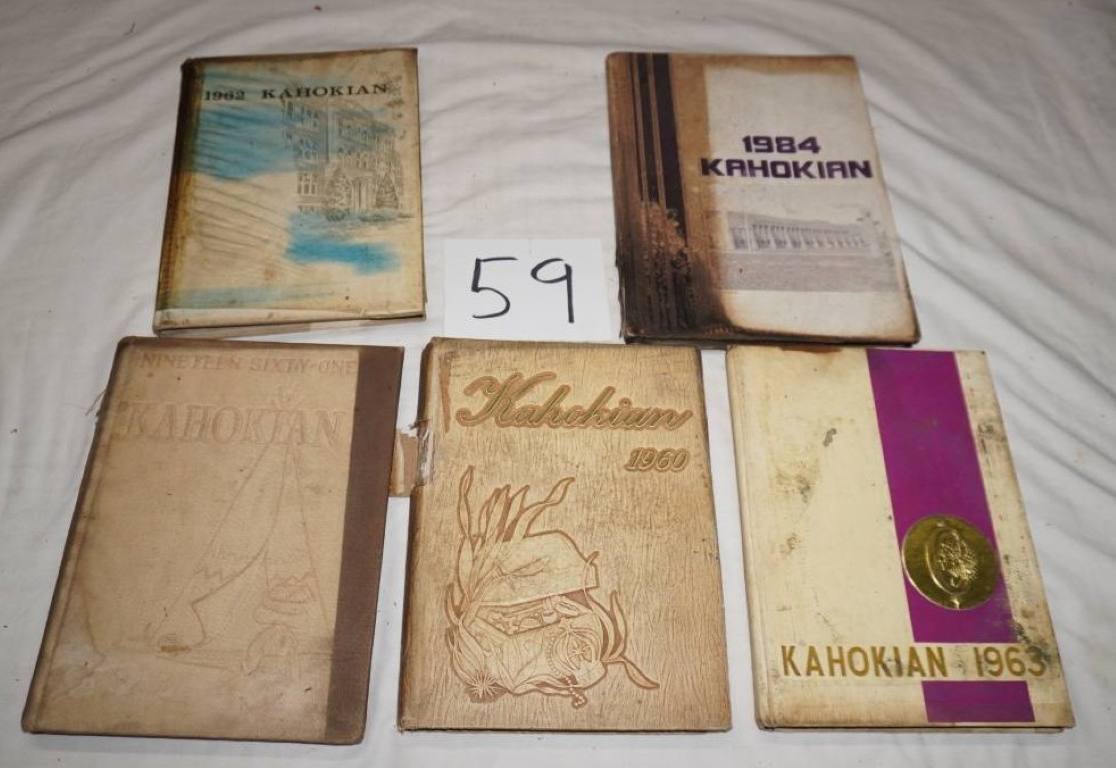 1962 KAHOKIAN
1984
KAHOKIAN
59
NINETEEN SIXTY-ONE
KAHOKIAN
Kahokian
1960
KAHOKIAN 1963